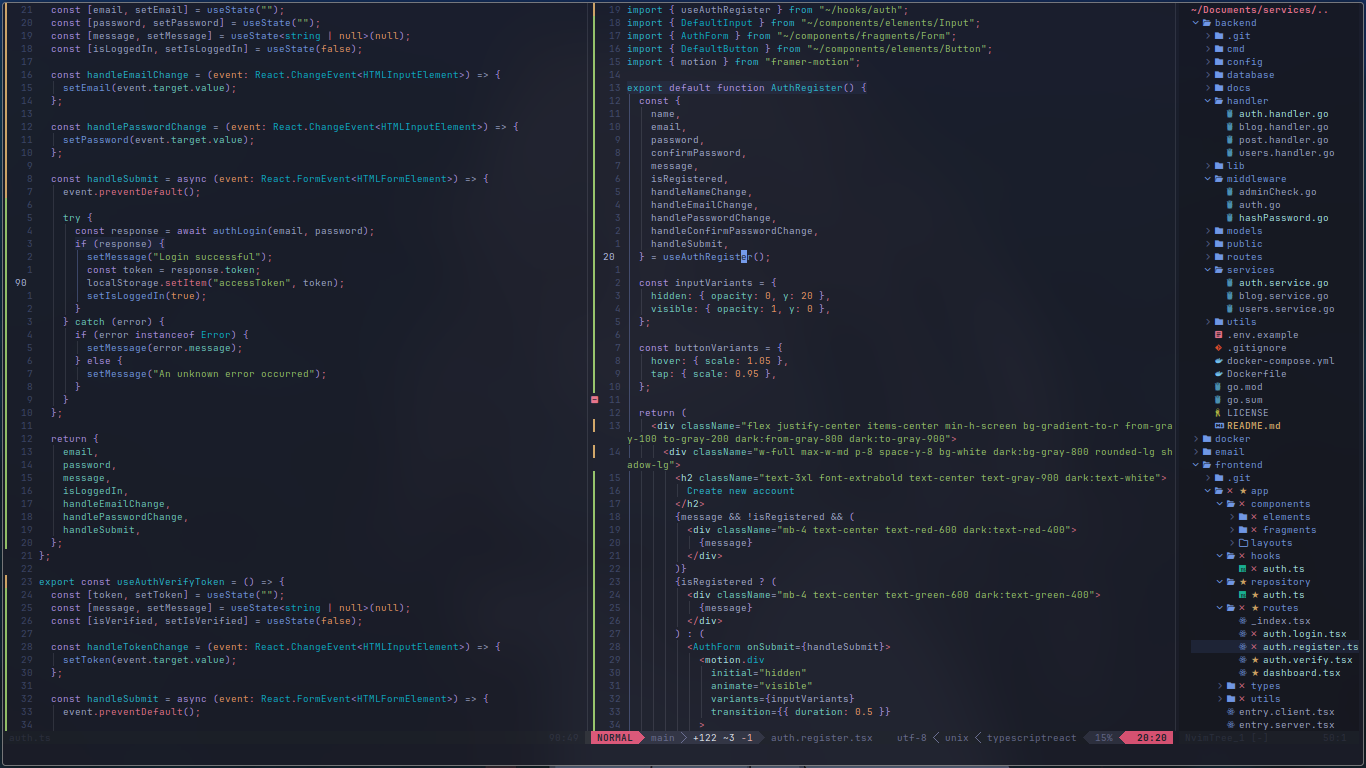 21 const [email, setEmail] = useState("");
20 const [password, setPassword] = useState("");
19 const [message, setMessage] = useState<string | null>(null);
18 const [isLoggedIn, setIsLoggedIn] = useState(false);
17
16 const handleEmailChange = (event: React.ChangeEvent<HTMLInputElement>) => {
15 setEmail(event.target.value);
14 };
13
12 const handlePasswordChange = (event: React.ChangeEvent<HTMLInputElement>) => {
11 setPassword(event.target.value);
10 };
9
8 const handleSubmit = async (event: React.FormEvent<HTMLFormElement>) => {
7 event.preventDefault();
6
5 try {
4 const response = await authLogin(email, password);
3 if (response) {
2 setMessage("Login successful");
1 const token = response.token;
90 localStorage.setItem("accessToken", token);
1 setIsLoggedIn(true);
2 }
3 } catch (error) {
4 if (error instanceof Error) {
5 setMessage(error.message);
6 } else {
7 setMessage("An unknown error occurred");
8 }
9 }
10 };
11
12 return {
13 email,
14 password,
15 message,
16 isLoggedIn,
17 handleEmailChange,
18 handlePasswordChange,
19 handleSubmit,
20 };
21 };
22
23 export const useAuthVerifyToken = () => {
24 const [token, setToken] = useState("");
25 const [message, setMessage] = useState<string | null>(null);
26 const [isVerified, setIsVerified] = useState(false);
27
28 const handleTokenChange = (event: React.ChangeEvent<HTMLInputElement>) => {
29 setToken(event.target.value);
30 };
31
32 const handleSubmit = async (event: React.FormEvent<HTMLFormElement>) => {
33 event.preventDefault();
34
auth.ts
19 import { useAuthRegister } from "~/hooks/auth";
18 import { DefaultInput } from "~/components/elements/Input";
17 import { AuthForm } from "~/components/fragments/Form";
16 import { DefaultButton } from "~/components/elements/Button";
15 import { motion } from "framer-motion";
14
13 export default function AuthRegister() {
12 const {
11 name,
10 email,
9 password,
8 confirmPassword,
7 message,
6 isRegistered,
5 handleNameChange,
4 handleEmailChange,
3 handlePasswordChange,
2 handleConfirmPasswordChange,
1 handleSubmit,
20 } = useAuthRegister();
1
2 const inputVariants = {
3 hidden: { opacity: 0, y: 20 },
4 visible: { opacity: 1, y: 0 },
5 };
6
7 const buttonVariants = {
8 hover: { scale: 1.05 },
9 tap: { scale: 0.95 },
10 };
11
12 return (
13 <div className="flex justify-center items-center min-h-screen bg-gradient-to-r from-gra
y-100 to-gray-200 dark:from-gray-800 dark:to-gray-900">
14 <div className="w-full max-w-md p-8 space-y-8 bg-white dark:bg-gray-800 rounded-lg sh
adow-lg">
15 <h2 className="text-3xl font-extrabold text-center text-gray-900 dark:text-white">
16 Create new account
17 </h2>
18 {message && !isRegistered && (
19 <div className="mb-4 text-center text-red-600 dark:text-red-400">
20 {message}
21 </div>
22 )}
23 {isRegistered ? (
24 <div className="mb-4 text-center text-green-600 dark:text-green-400">
25 {message}
26 </div>
27 ) : (
28 <AuthForm onSubmit={handleSubmit}>
29 <motion.div
30 initial="hidden"
31 animate="visible"
32 variants={inputVariants}
33 transition={{ duration: 0.5 }}
34 >
NORMAL main +122 ~3 -1 auth.register.tsx utf-8 < unix < typescriptreact 15% 20:20
~/Documents/services/..
backend
.git
cmd
config
database
docs
handler
auth.handler.go
blog.handler.go
post.handler.go
users.handler.go
lib
middleware
adminCheck.go
auth.go
hashPassword.go
models
public
routes
services
auth.service.go
blog.service.go
users.service.go
utils
.env.example
.gitignore
docker-compose.yml
Dockerfile
go.mod
go.sum
LICENSE
README.md
docker
email
frontend
.git
✕ ★ app
✕ components
✕ elements
✕ fragments
layouts
✕ hooks
✕ auth.ts
★ repository
★ auth.ts
✕ ★ routes
_index.tsx
✕ auth.login.tsx
✕ auth.register.ts
★ auth.verify.tsx
★ dashboard.tsx
✕ types
✕ utils
entry.client.tsx
entry.server.tsx
NvimTree_1 [-]